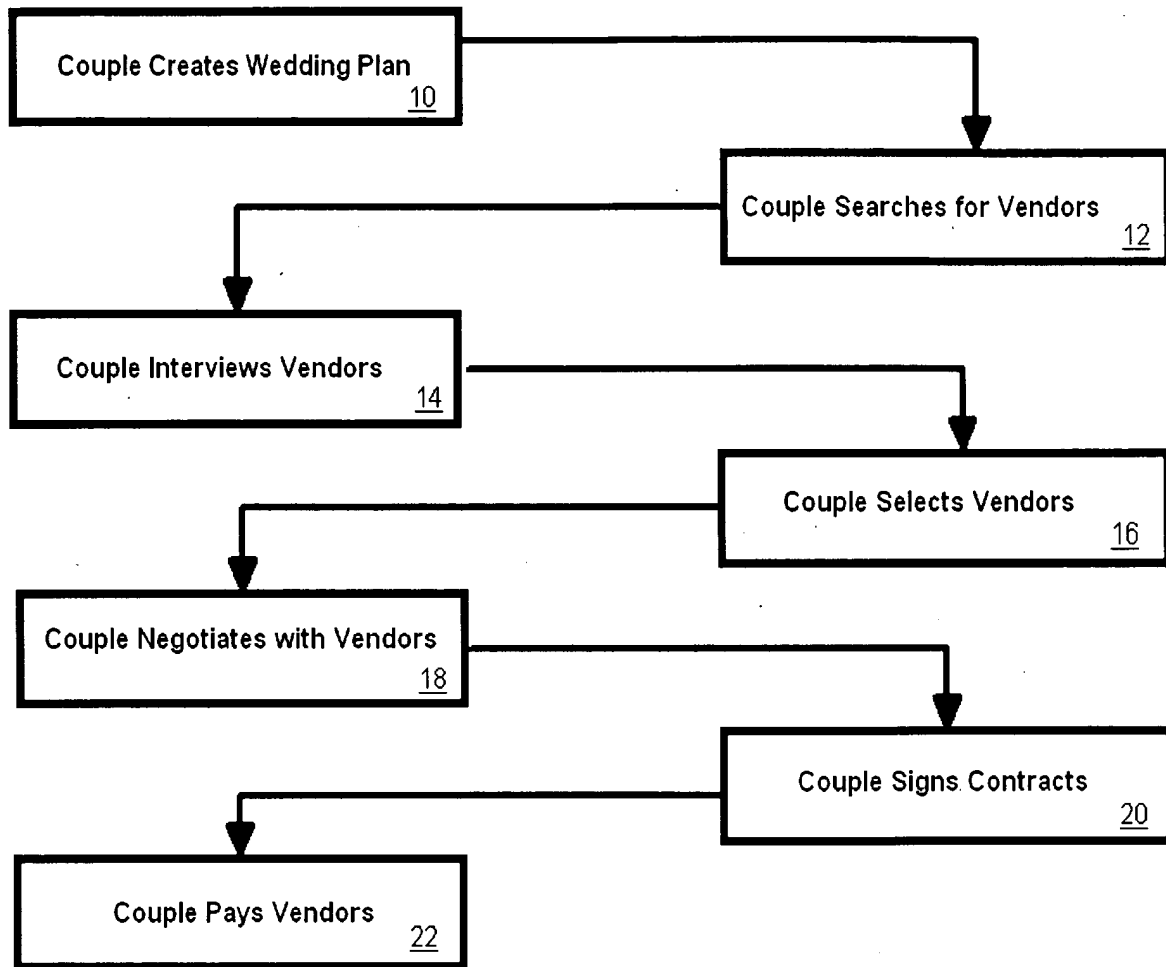 Couple Creates Wedding Plan
10
Couple Searches for Vendors
12
Couple Interviews Vendors
14
Couple Selects Vendors
16
Couple Negotiates with Vendors
18
Couple Signs Contracts
20
Couple Pays Vendors
22